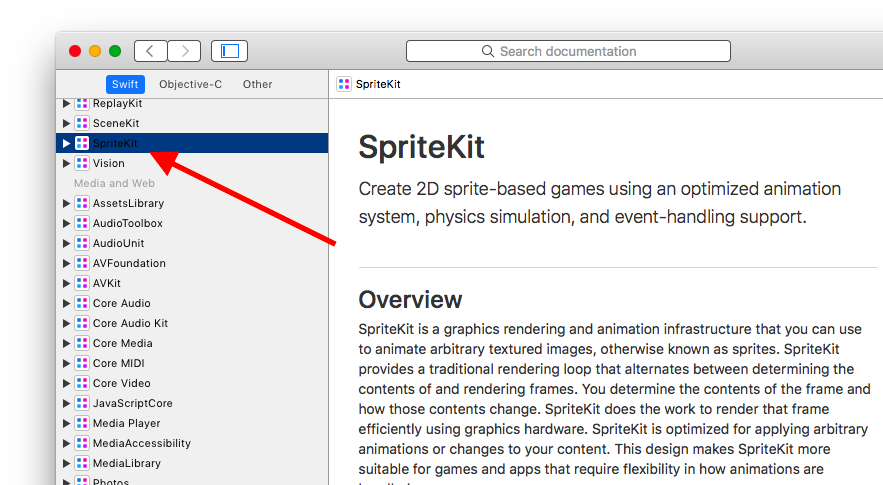 Search documentation
Swift Objective-C Other
SpriteKit
ReplayKit
SceneKit
SpriteKit
Vision
Media and Web
AssetsLibrary
AudioToolbox
AudioUnit
AVFoundation
AVKit
Core Audio
Core Audio Kit
Core Media
Core MIDI
Core Video
JavaScriptCore
Media Player
MediaAccessibility
MediaLibrary
Photos
SpriteKit
Create 2D sprite-based games using an optimized animation
system, physics simulation, and event-handling support.
Overview
SpriteKit is a graphics rendering and animation infrastructure that you can use
to animate arbitrary textured images, otherwise known as sprites. SpriteKit
provides a traditional rendering loop that alternates between determining the
contents of and rendering frames. You determine the contents of the frame and
how those contents change. SpriteKit does the work to render that frame
efficiently using graphics hardware. SpriteKit is optimized for applying arbitrary
animations or changes to your content. This design makes SpriteKit more
suitable for games and apps that require flexibility in how animations are